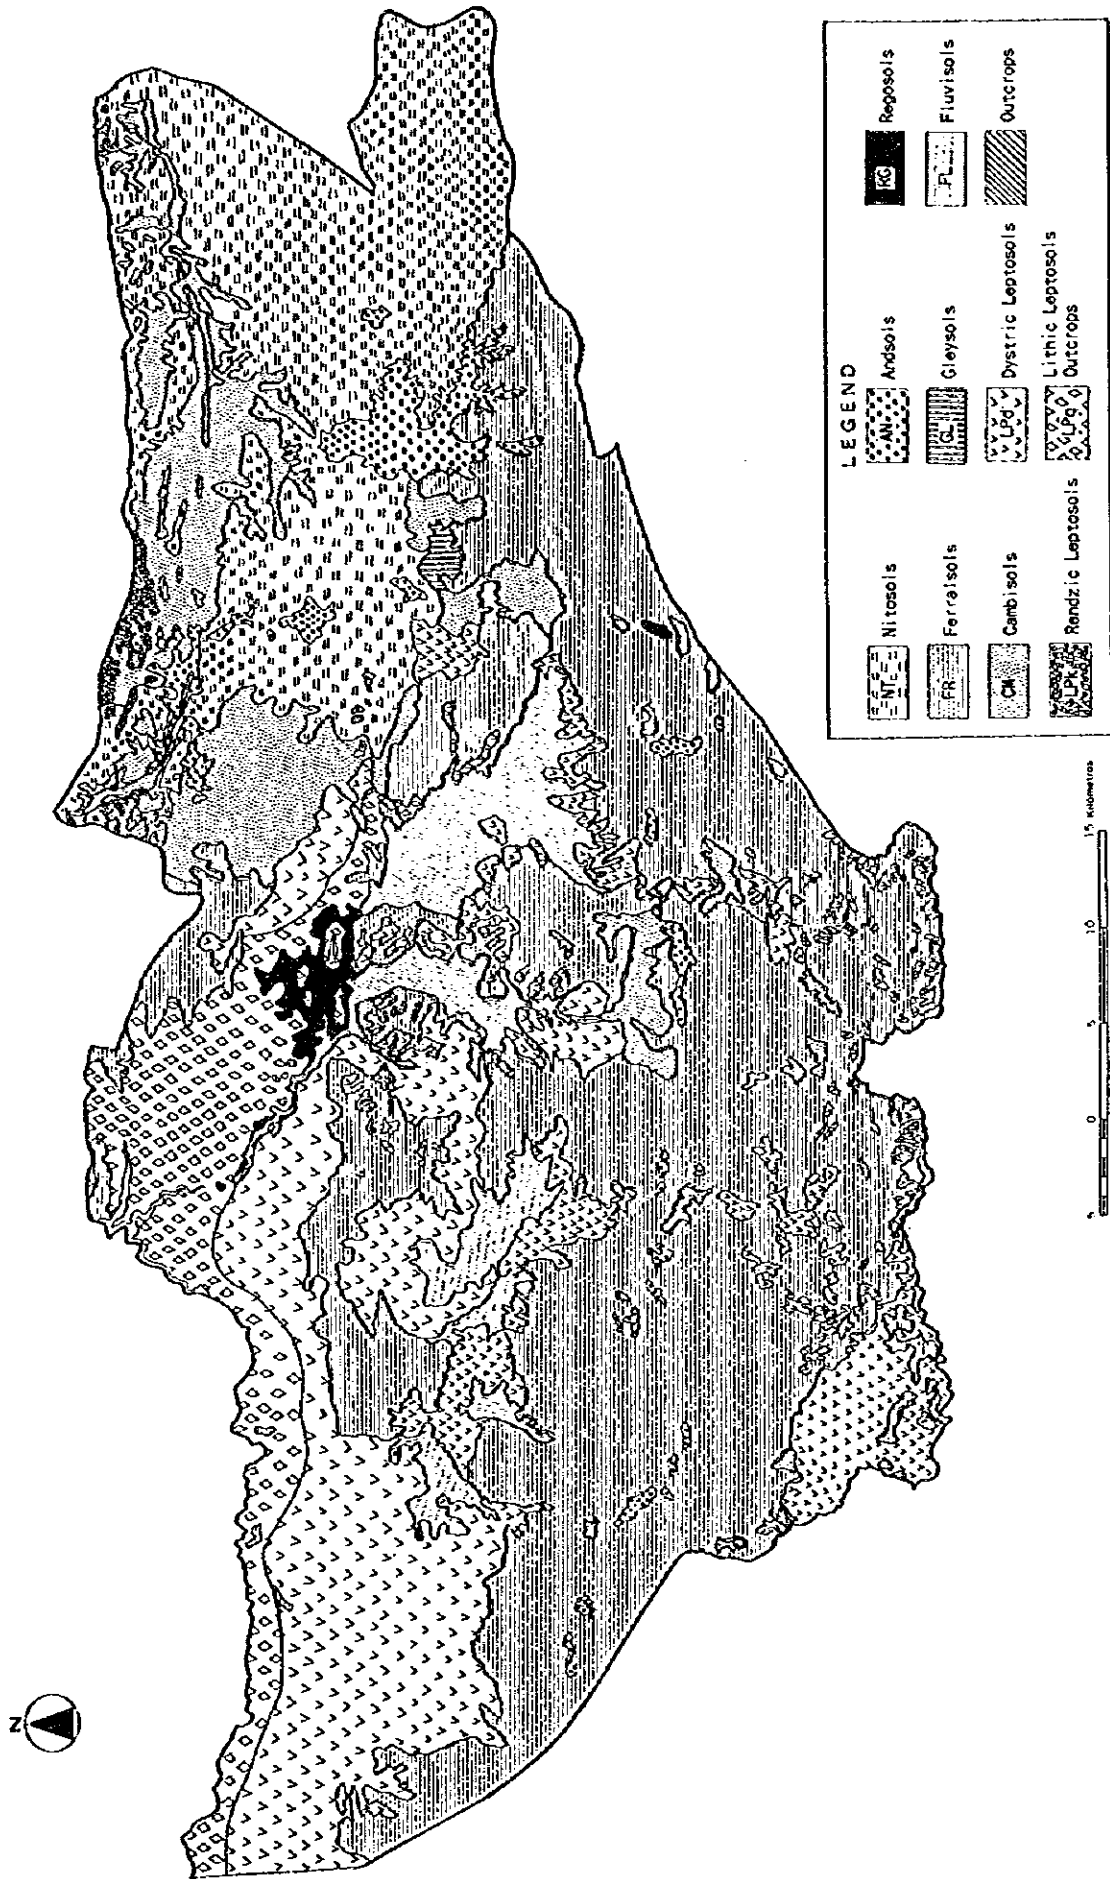 N
LEGEND
NT Nitosols
AN Andsols
RG Regosols
FR Ferralsols
GL Gleysols
FL Fluvisols
CM Cambisols
LPd Dystric Leptosols
Outcrops
LPk Rendzic Leptosols
LPq Lithic Leptosols
Outcrops
5 0 5 10 15 Kilometros